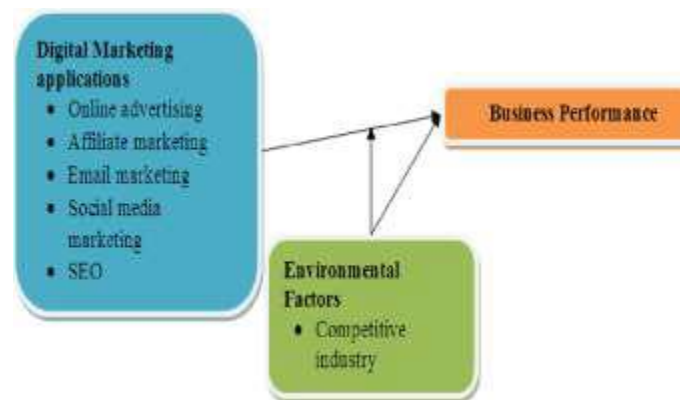 Digital Marketing
applications
• Online advertising
• Affiliate marketing
• Email marketing
• Social media
marketing
• SEO
Business Performance
Environmental
Factors
• Competitive
industry